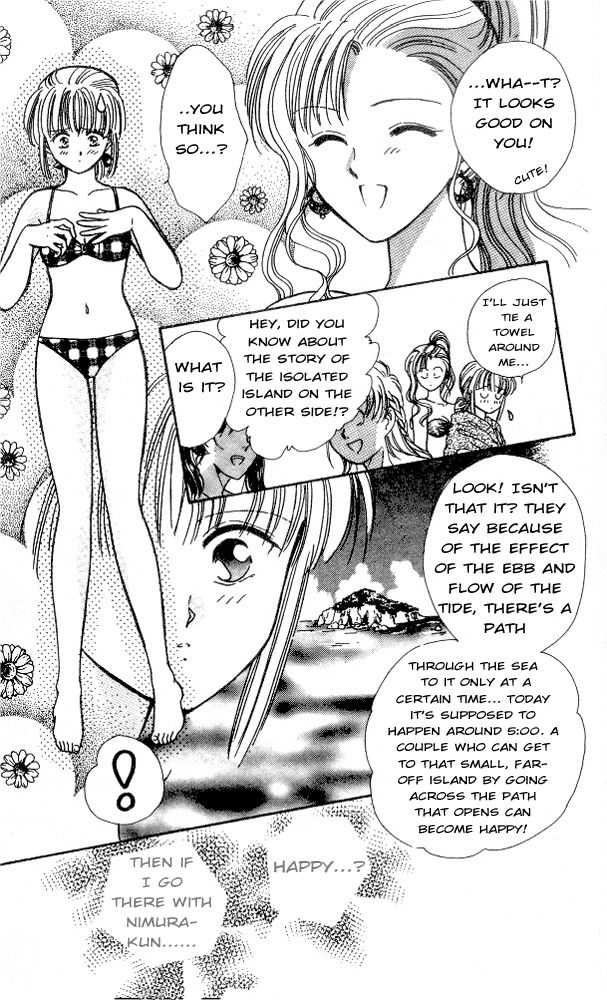 ...WHA--T?
IT LOOKS
GOOD ON
YOU!
CUTE!
..YOU
THINK
SO...?
I'LL JUST
TIE A
TOWEL
AROUND
ME...
HEY, DID YOU
KNOW ABOUT
THE STORY OF
THE ISOLATED
ISLAND ON THE
OTHER SIDE!?
WHAT
IS IT?
LOOK! ISN'T
THAT IT? THEY
SAY BECAUSE
OF THE EFFECT
OF THE EBB AND
FLOW OF THE
TIDE, THERE'S A
PATH
THROUGH THE SEA
TO IT ONLY AT A
CERTAIN TIME... TODAY
IT'S SUPPOSED TO
HAPPEN AROUND 5:00. A
COUPLE WHO CAN GET
TO THAT SMALL, FAR-
OFF ISLAND BY GOING
ACROSS THE PATH
THAT OPENS CAN
BECOME HAPPY!
!
HAPPY...?
THEN IF
I GO
THERE WITH
NIMURA-
KUN......